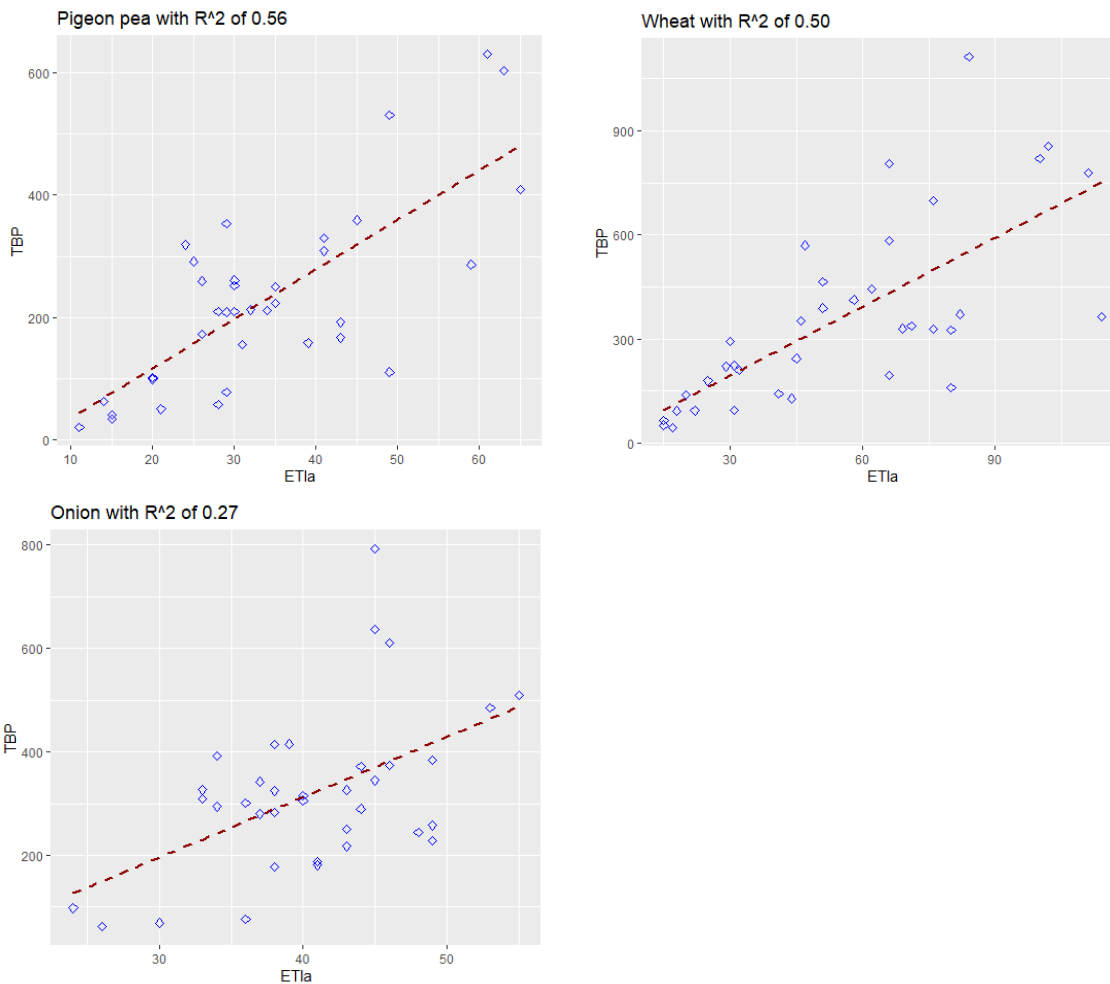 Pigeon pea with R^2 of 0.56
600
400
200
0
TBP
10 20 30 40 50 60
ETIa
Wheat with R^2 of 0.50
900
600
300
0
TBP
30 60 90
ETIa
Onion with R^2 of 0.27
800
600
400
200
TBP
30 40 50
ETIa